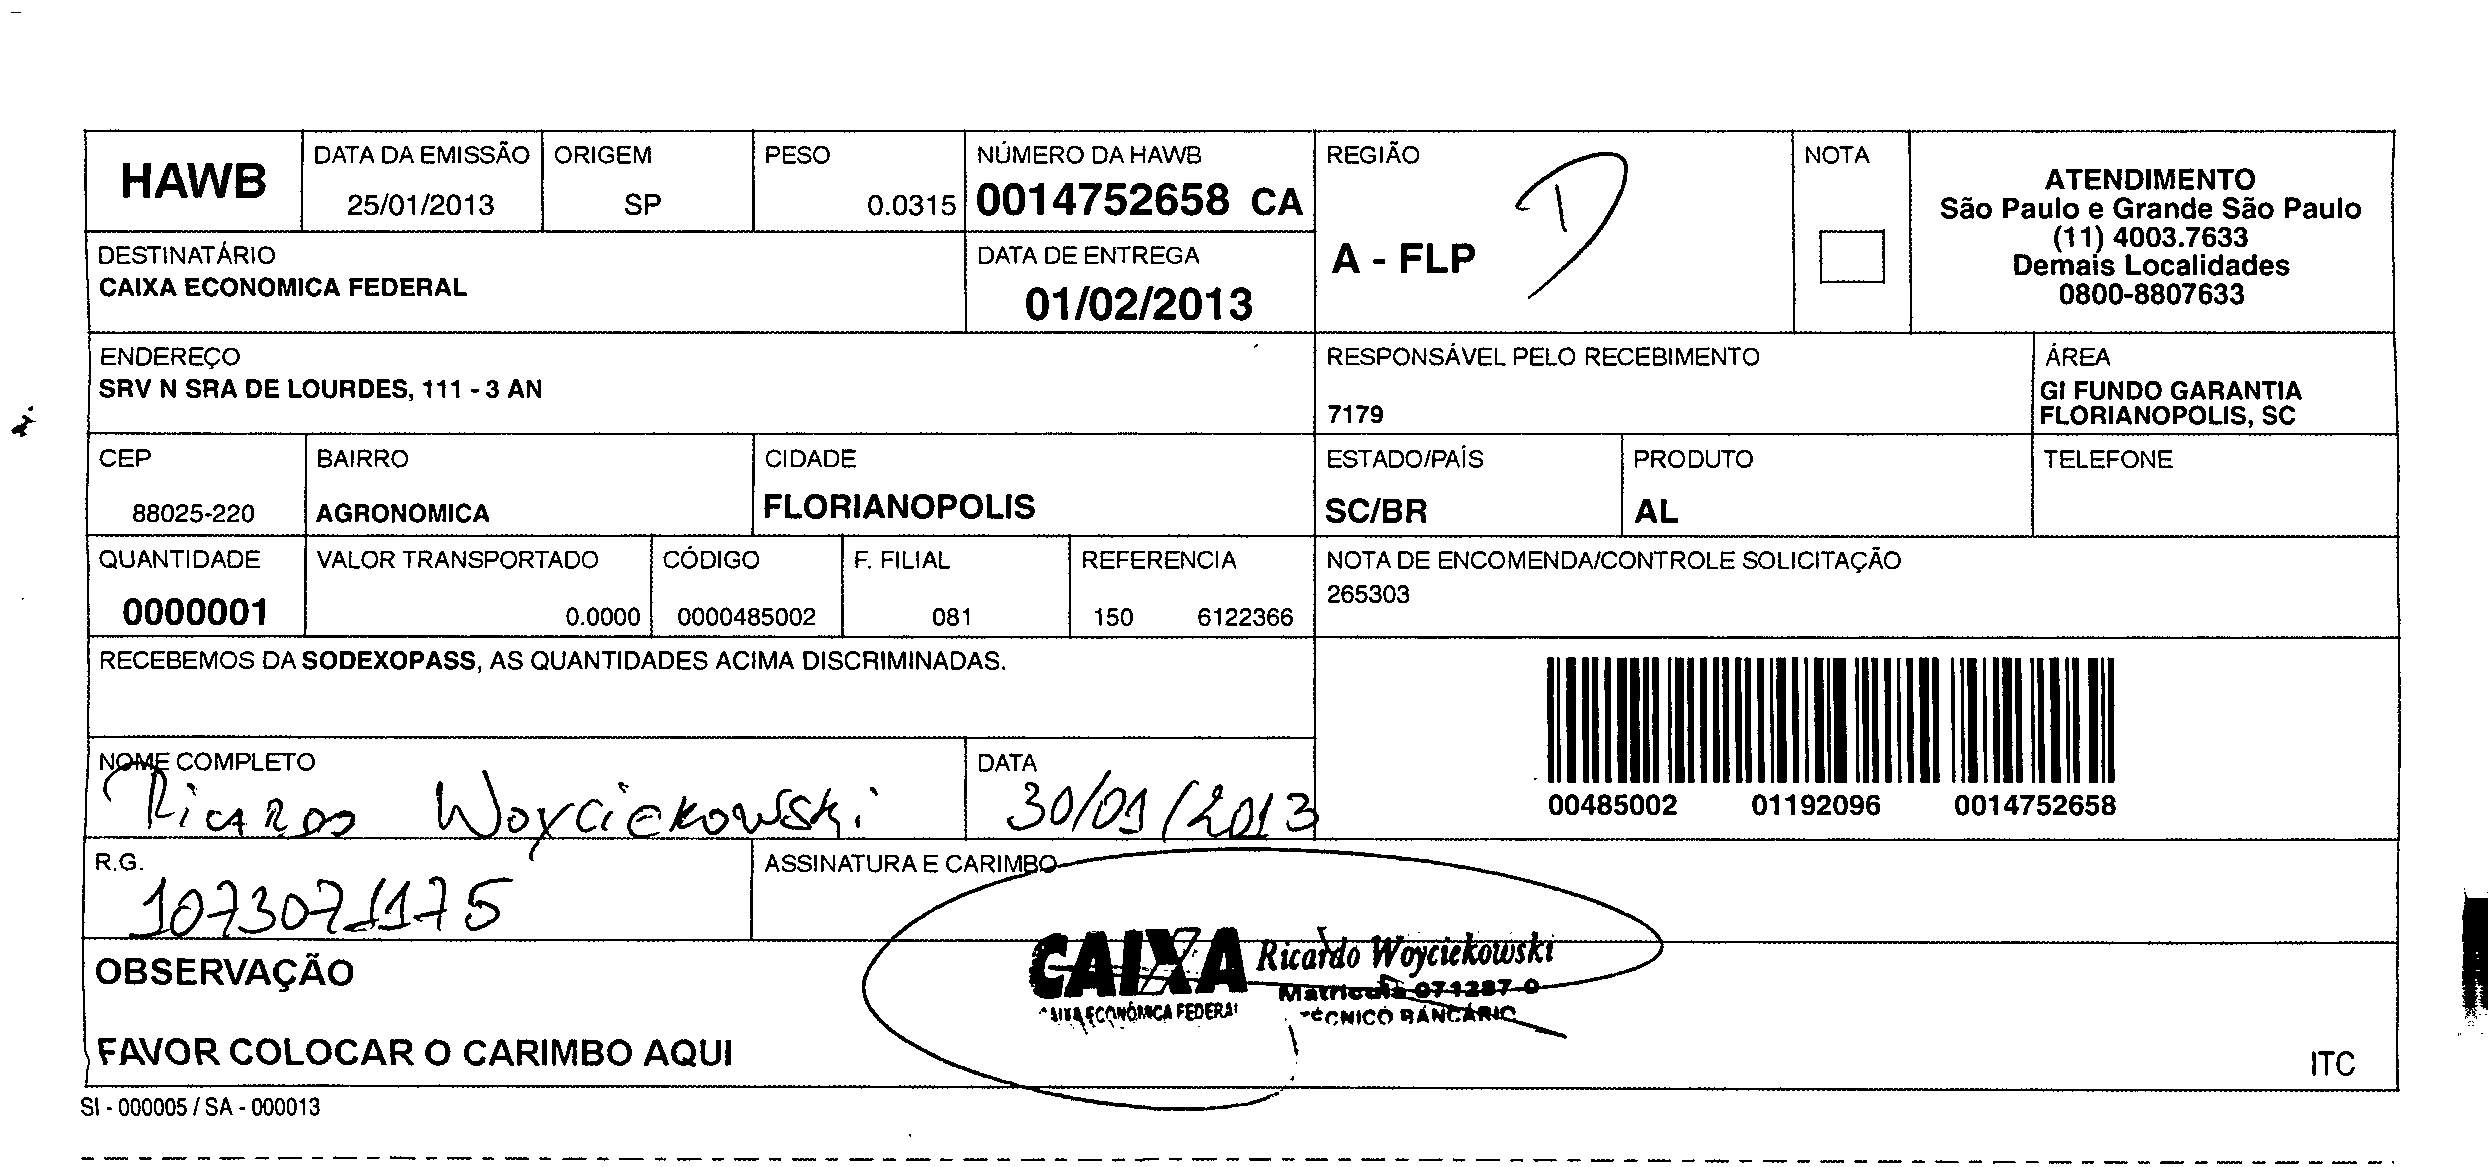 HAWB
DATA DA EMISSÃO
25/01/2013
ORIGEM
SP
PESO
0.0315
NÚMERO DA HAWB
0014752658 CA
REGIÃO
A - FLP
NOTA
ATENDIMENTO
São Paulo e Grande São Paulo
(11) 4003.7633
Demais Localidades
0800-8807633
DESTINATÁRIO
CAIXA ECONOMICA FEDERAL
DATA DE ENTREGA
01/02/2013
ENDEREÇO
SRV N SRA DE LOURDES, 111 - 3 AN
RESPONSÁVEL PELO RECEBIMENTO
7179
ÁREA
GI FUNDO GARANTIA
FLORIANOPOLIS, SC
CEP
88025-220
BAIRRO
AGRONOMICA
CIDADE
FLORIANOPOLIS
ESTADO/PAÍS
SC/BR
PRODUTO
AL
TELEFONE
QUANTIDADE
0000001
VALOR TRANSPORTADO
0.0000
CÓDIGO
0000485002
F. FILIAL
081
REFERENCIA
150 6122366
NOTA DE ENCOMENDA/CONTROLE SOLICITAÇÃO
265303
RECEBEMOS DA SODEXOPASS, AS QUANTIDADES ACIMA DISCRIMINADAS.
00485002 01192096 0014752658
NOME COMPLETO
Ricardo Woyciekowski
DATA
30/01/2013
R.G.
1073071175
ASSINATURA E CARIMBO
CAIXA
CAIXA ECONÔMICA FEDERAL
Ricardo Woyciekowski
Matrícula 071287-0
TÉCNICO BANCÁRIO
OBSERVAÇÃO
FAVOR COLOCAR O CARIMBO AQUI
ITC
SI - 000005 / SA - 000013